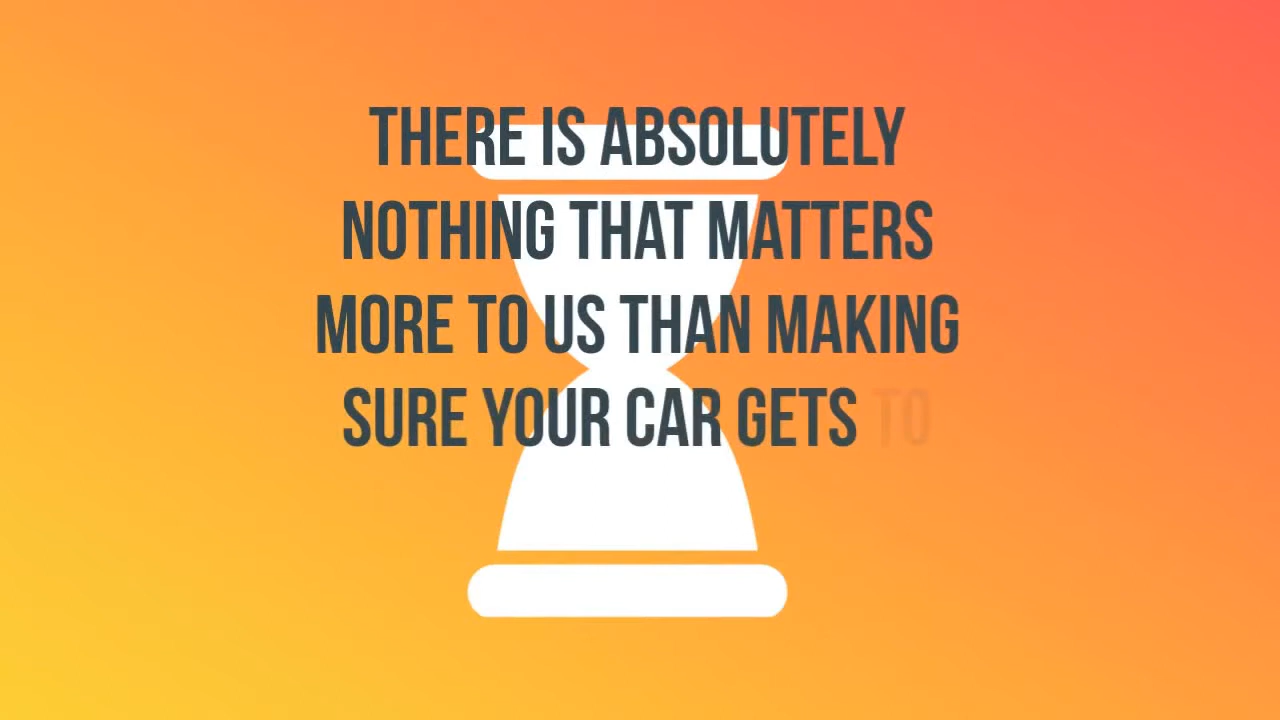 THERE IS ABSOLUTELY
NOTHING THAT MATTERS
MORE TO US THAN MAKING
SURE YOUR CAR GETS TO